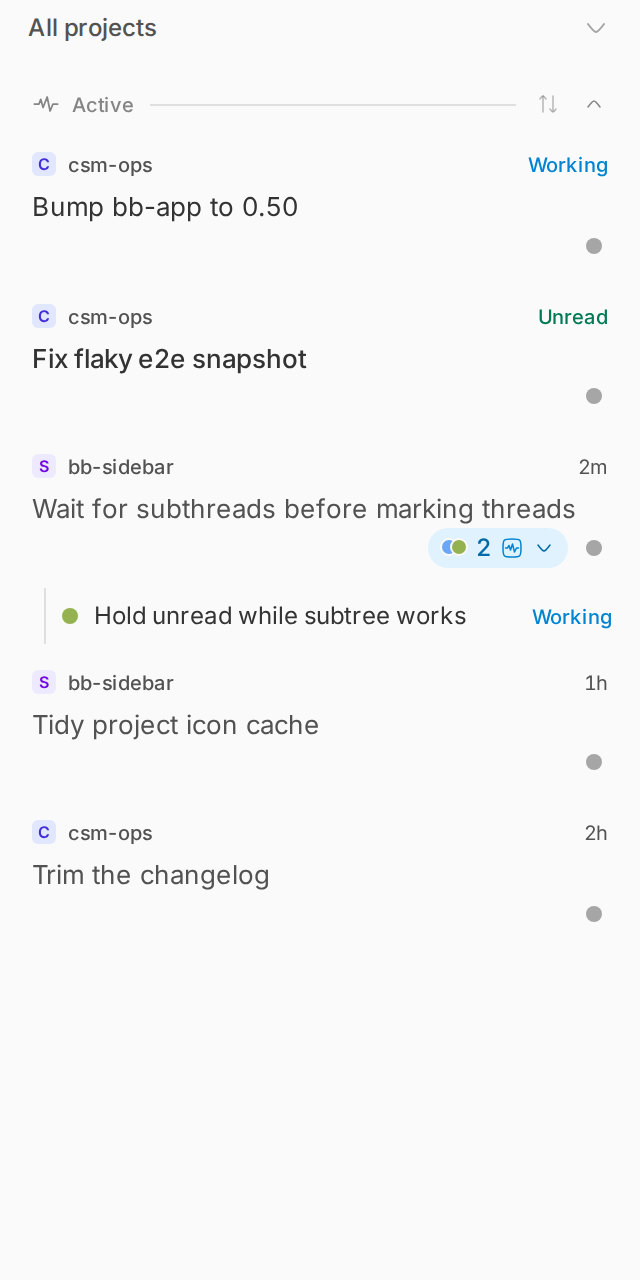 All projects
Active
C csm-ops Working
Bump bb-app to 0.50
C csm-ops Unread
Fix flaky e2e snapshot
S bb-sidebar 2m
Wait for subthreads before marking threads
2
Hold unread while subtree works Working
S bb-sidebar 1h
Tidy project icon cache
C csm-ops 2h
Trim the changelog